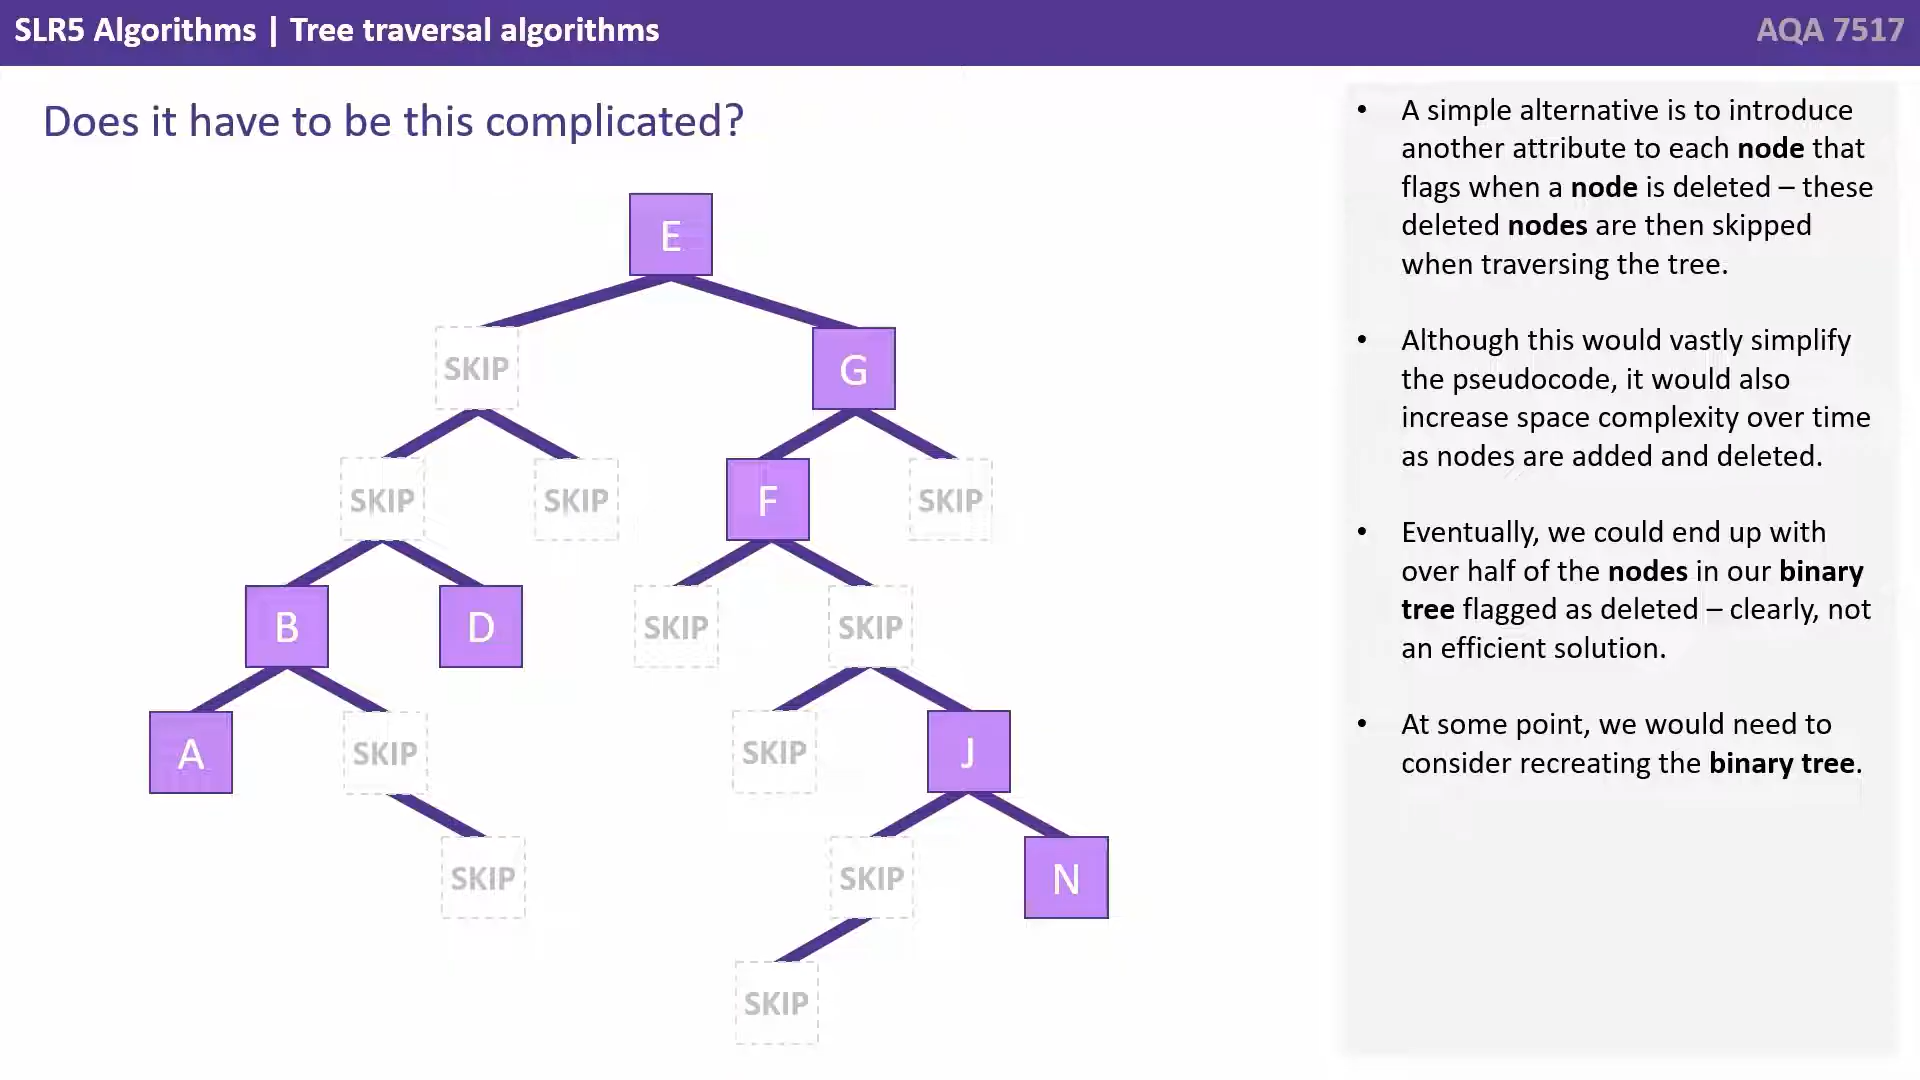 SLR5 Algorithms | Tree traversal algorithms
AQA 7517
Does it have to be this complicated?
E
SKIP
G
SKIP
SKIP
F
SKIP
B
D
SKIP
SKIP
A
SKIP
SKIP
J
SKIP
SKIP
N
SKIP
• A simple alternative is to introduce
another attribute to each node that
flags when a node is deleted – these
deleted nodes are then skipped
when traversing the tree.
• Although this would vastly simplify
the pseudocode, it would also
increase space complexity over time
as nodes are added and deleted.
• Eventually, we could end up with
over half of the nodes in our binary
tree flagged as deleted – clearly, not
an efficient solution.
• At some point, we would need to
consider recreating the binary tree.